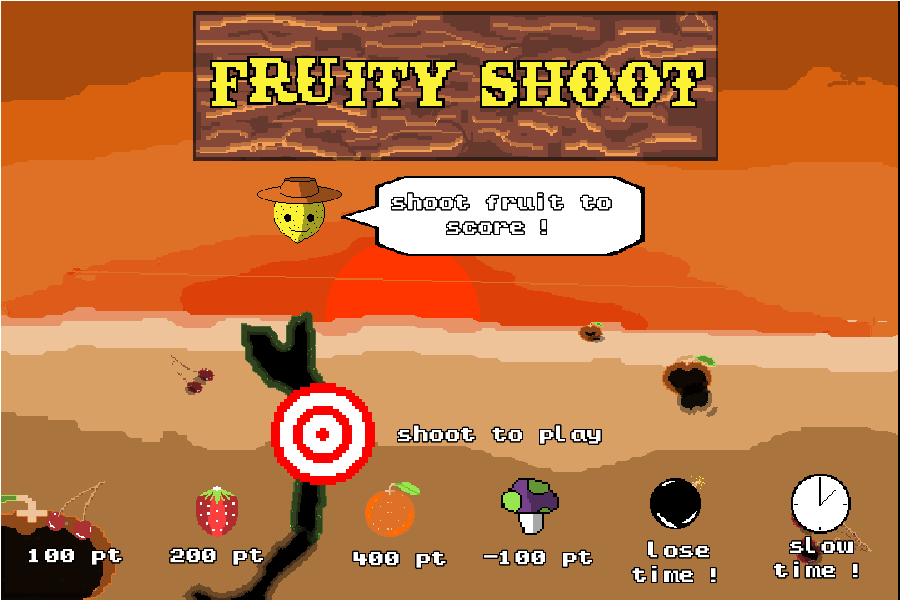 FRUITY SHOOT
shoot fruit to
score !
shoot to play
100 pt
200 pt
400 pt
-100 pt
lose
time !
slow
time !